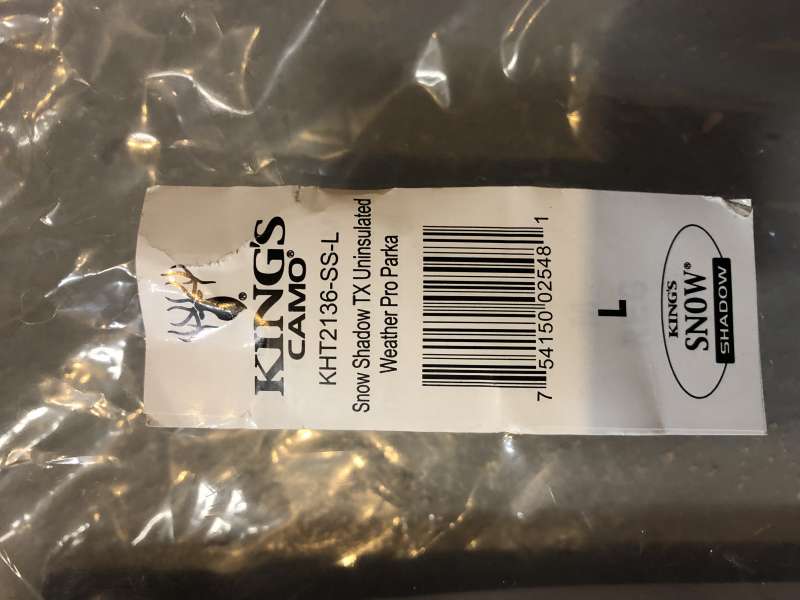 KING'S
CAMO®
KHT2136-SS-L
Snow Shadow TX Uninsulated
Weather Pro Parka
7 54150 02548 1
L
KING'S
SNOW®
SHADOW